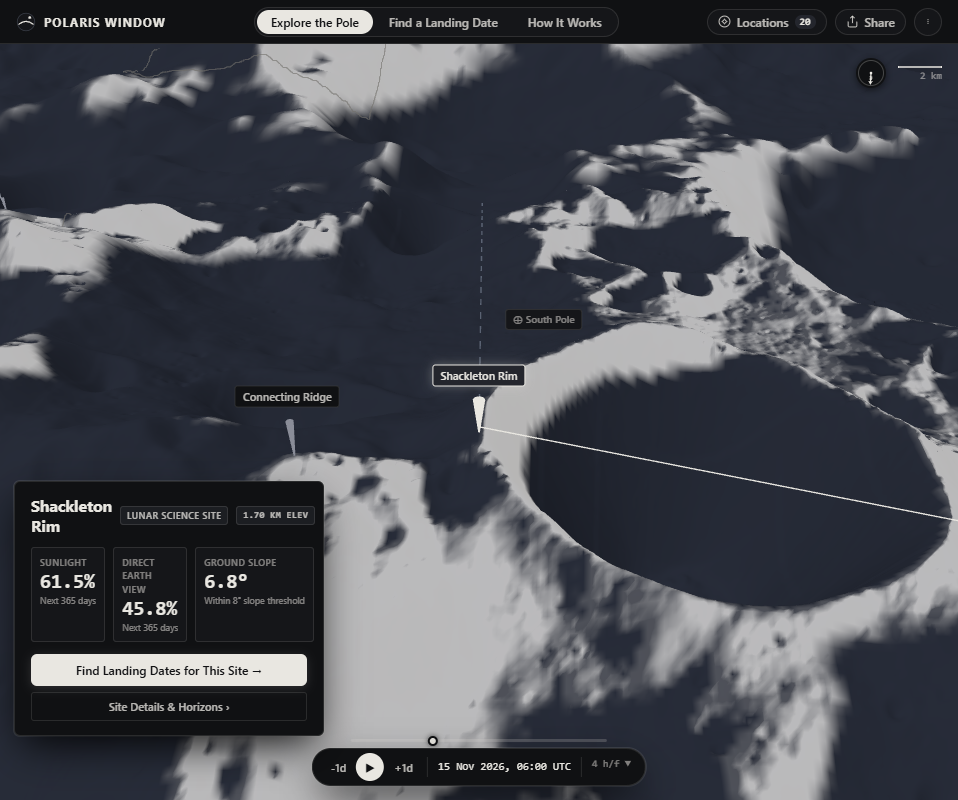 POLARIS WINDOW
Explore the Pole
Find a Landing Date
How It Works
Locations 20
Share
2 km
South Pole
Shackleton Rim
Connecting Ridge
Shackleton
Rim
LUNAR SCIENCE SITE
1.70 KM ELEV
SUNLIGHT
61.5%
Next 365 days
DIRECT
EARTH
VIEW
45.8%
Next 365 days
GROUND SLOPE
6.8°
Within 8° slope threshold
Find Landing Dates for This Site →
Site Details & Horizons ›
-1d
+1d
15 Nov 2026, 06:00 UTC
4 h/f ▼